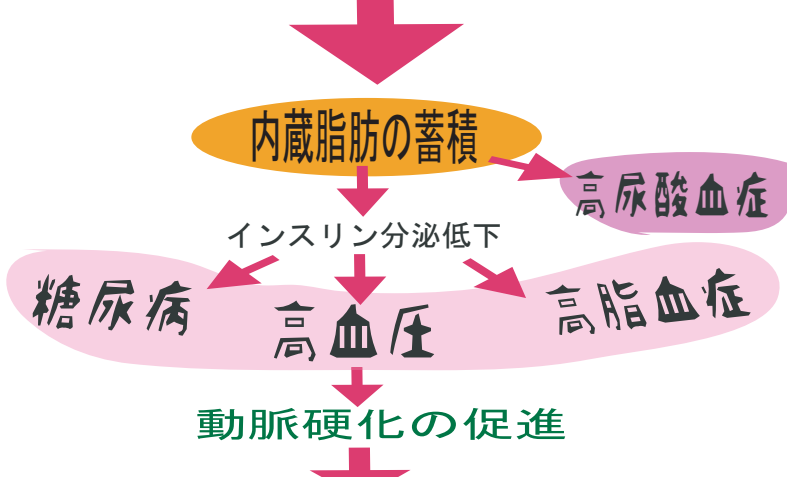 内蔵脂肪の蓄積
高尿酸血症
インスリン分泌低下
糖尿病
高血圧
高脂血症
動脈硬化の促進